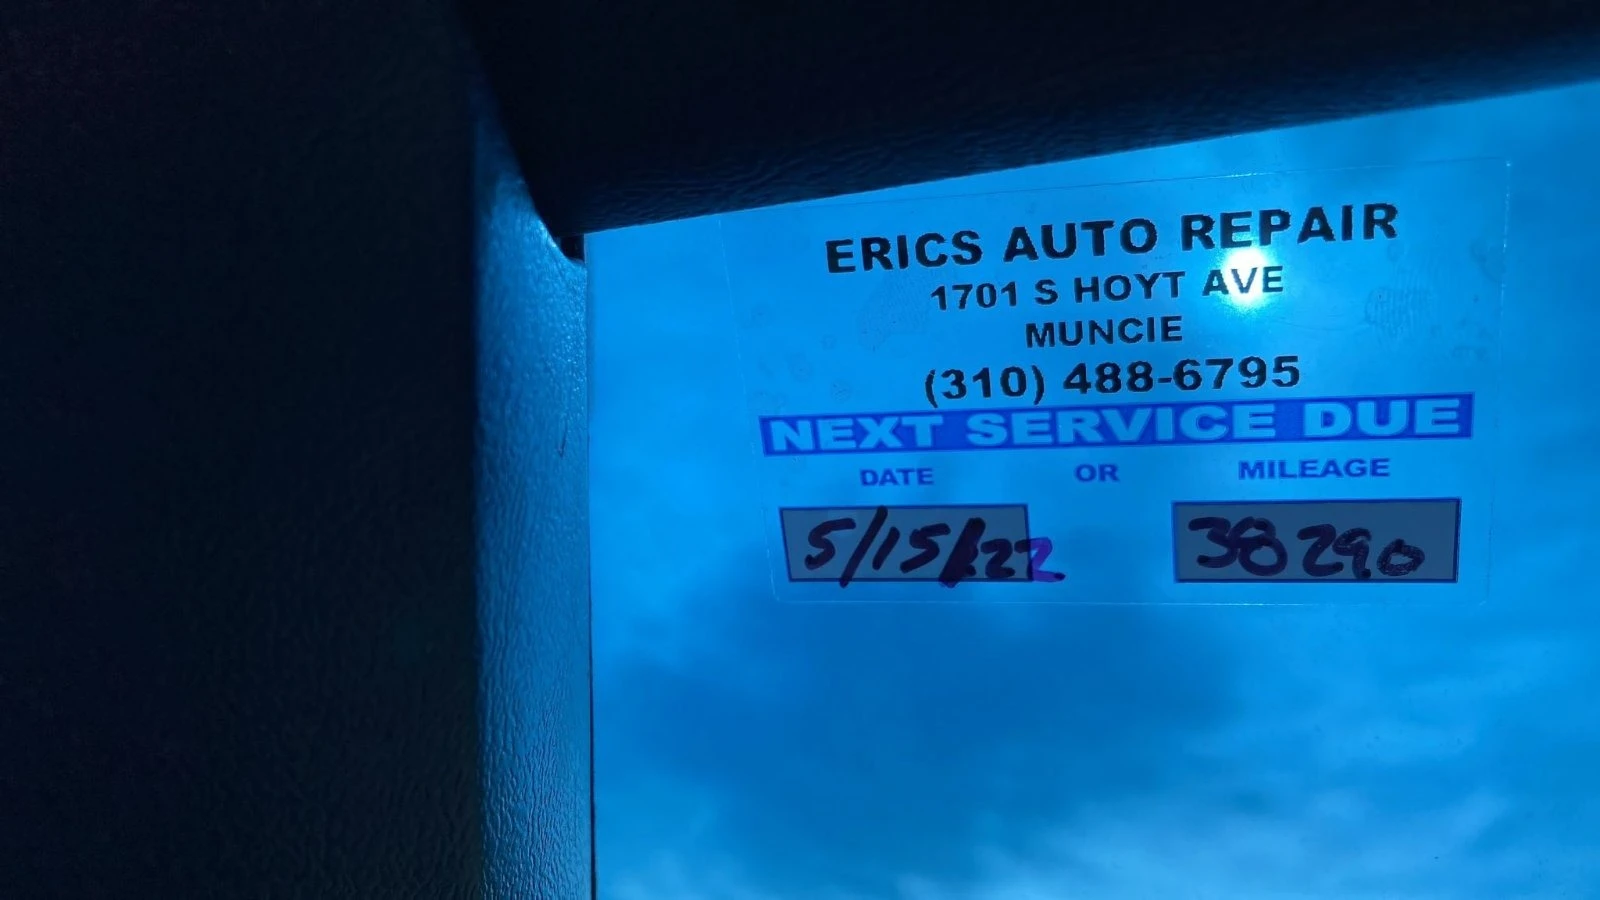 ERICS AUTO REPAIR
1701 S HOYT AVE
MUNCIE
(310) 488-6795
NEXT SERVICE DUE
DATE OR MILEAGE
5/15/22 38290